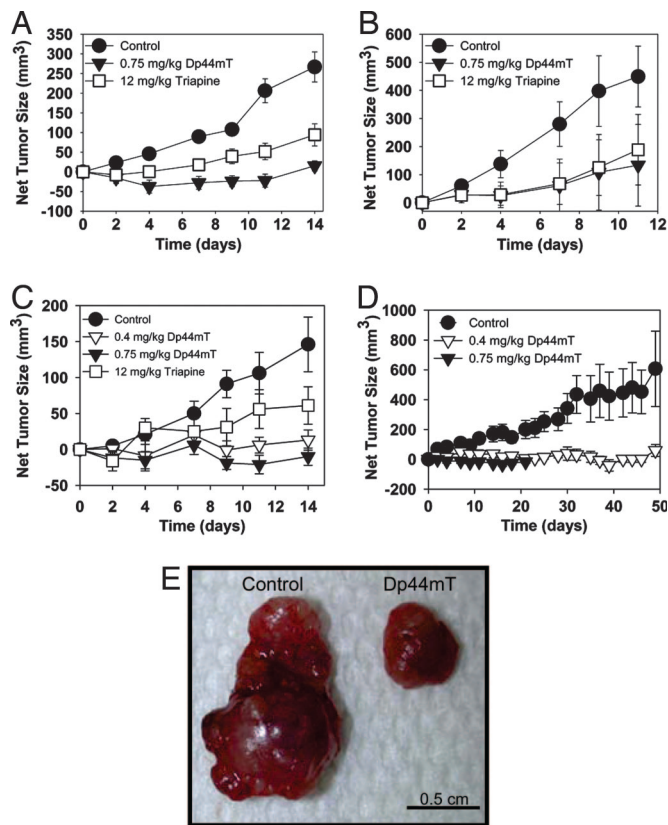 A
Net Tumor Size (mm³)
350
300
250
200
150
100
50
0
-50
-100
Control
0.75 mg/kg Dp44mT
12 mg/kg Triapine
0 2 4 6 8 10 12 14
Time (days)
B
Net Tumor Size (mm³)
600
500
400
300
200
100
0
Control
0.75 mg/kg Dp44mT
12 mg/kg Triapine
0 2 4 6 8 10 12
Time (days)
C
Net Tumor Size (mm³)
200
150
100
50
0
-50
Control
0.4 mg/kg Dp44mT
0.75 mg/kg Dp44mT
12 mg/kg Triapine
0 2 4 6 8 10 12 14
Time (days)
D
Net Tumor Size (mm³)
1000
800
600
400
200
0
-200
Control
0.4 mg/kg Dp44mT
0.75 mg/kg Dp44mT
0 10 20 30 40 50
Time (days)
E
Control Dp44mT
0.5 cm